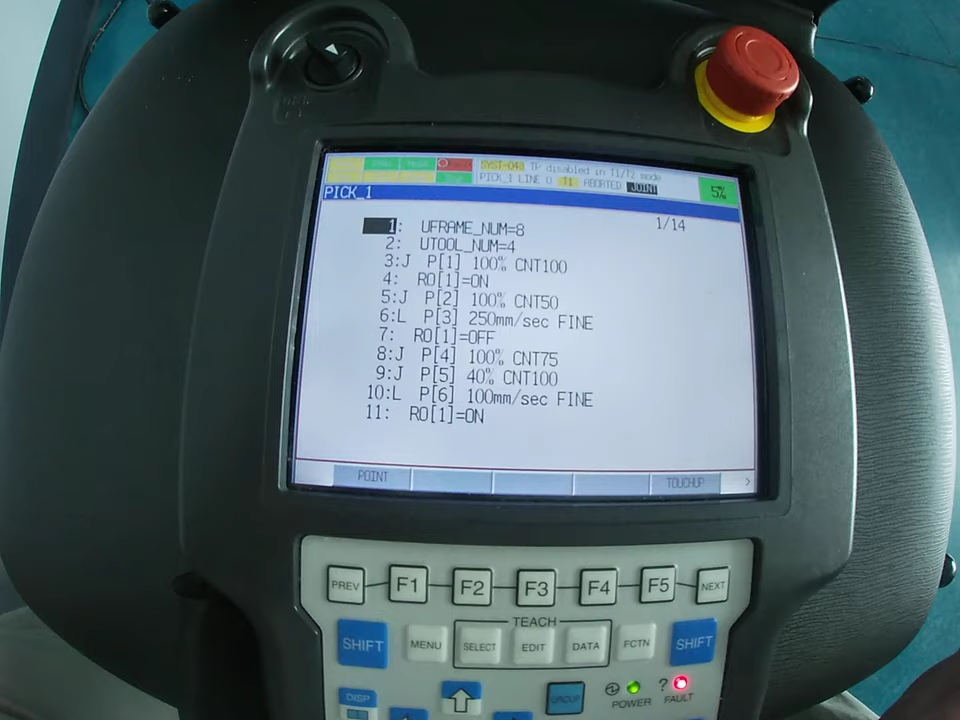 SYST-04 TP disabled in T1/T2 mode
PICK_1 LINE 0 T1 ABORTED JOINT
5%
PICK_1
1/14
1: UFRAME_NUM=8
2: UTOOL_NUM=4
3:J P[1] 100% CNT100
4: RO[1]=ON
5:J P[2] 100% CNT50
6:L P[3] 250mm/sec FINE
7: RO[1]=OFF
8:J P[4] 100% CNT75
9:J P[5] 40% CNT100
10:L P[6] 100mm/sec FINE
11: RO[1]=ON
POINT TOUCHUP >
PREV F1 F2 F3 F4 F5 NEXT
TEACH
SHIFT MENU SELECT EDIT DATA FCTN SHIFT
DISP GROUP POWER ? FAULT